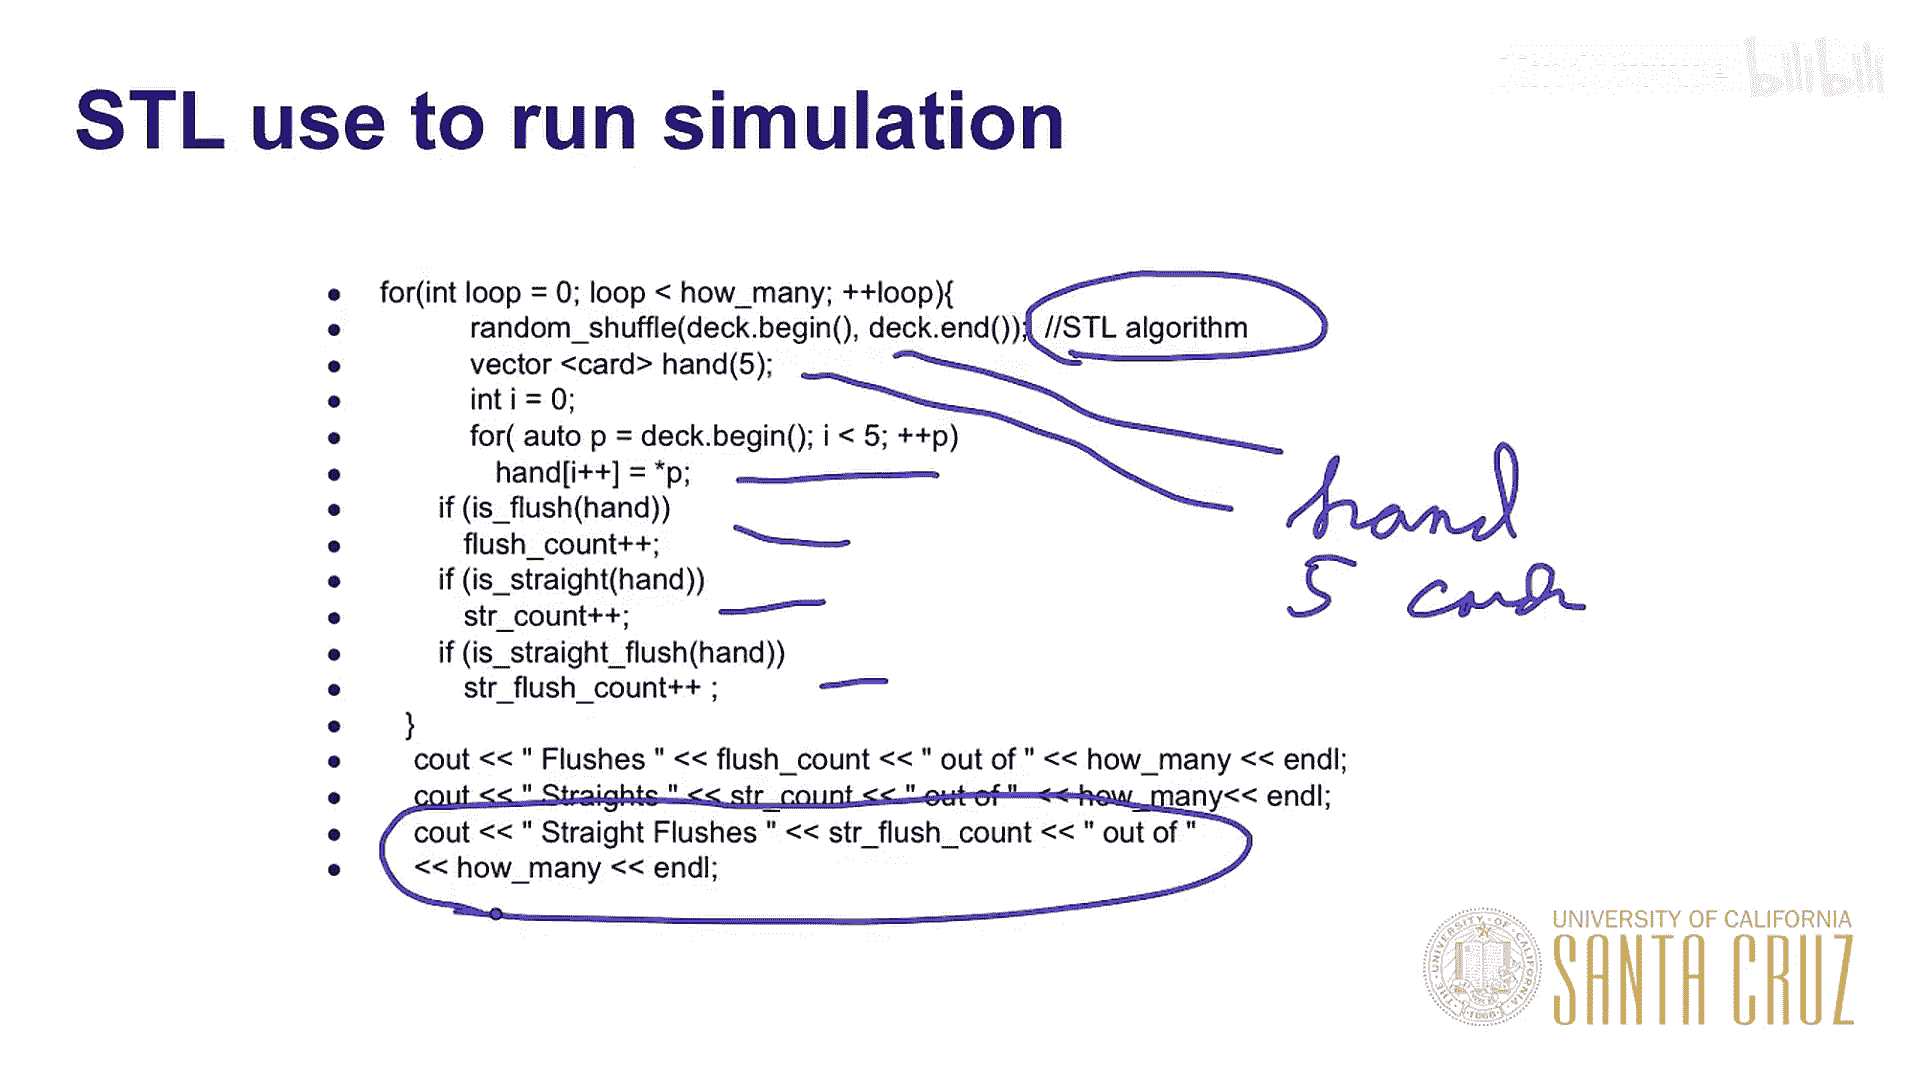 bilibili
STL use to run simulation
• for(int loop = 0; loop < how_many; ++loop){
• random_shuffle(deck.begin(), deck.end()); //STL algorithm
• vector <card> hand(5);
• int i = 0;
• for( auto p = deck.begin(); i < 5; ++p)
• hand[i++] = *p;
• if (is_flush(hand))
• flush_count++;
• if (is_straight(hand))
• str_count++;
• if (is_straight_flush(hand))
• str_flush_count++ ;
• }
• cout << " Flushes " << flush_count << " out of " << how_many << endl;
• cout << " Straights " << str_count << " out of " << how_many<< endl;
• cout << " Straight Flushes " << str_flush_count << " out of "
• << how_many << endl;
hand
5 cards
UNIVERSITY OF CALIFORNIA
SANTA CRUZ